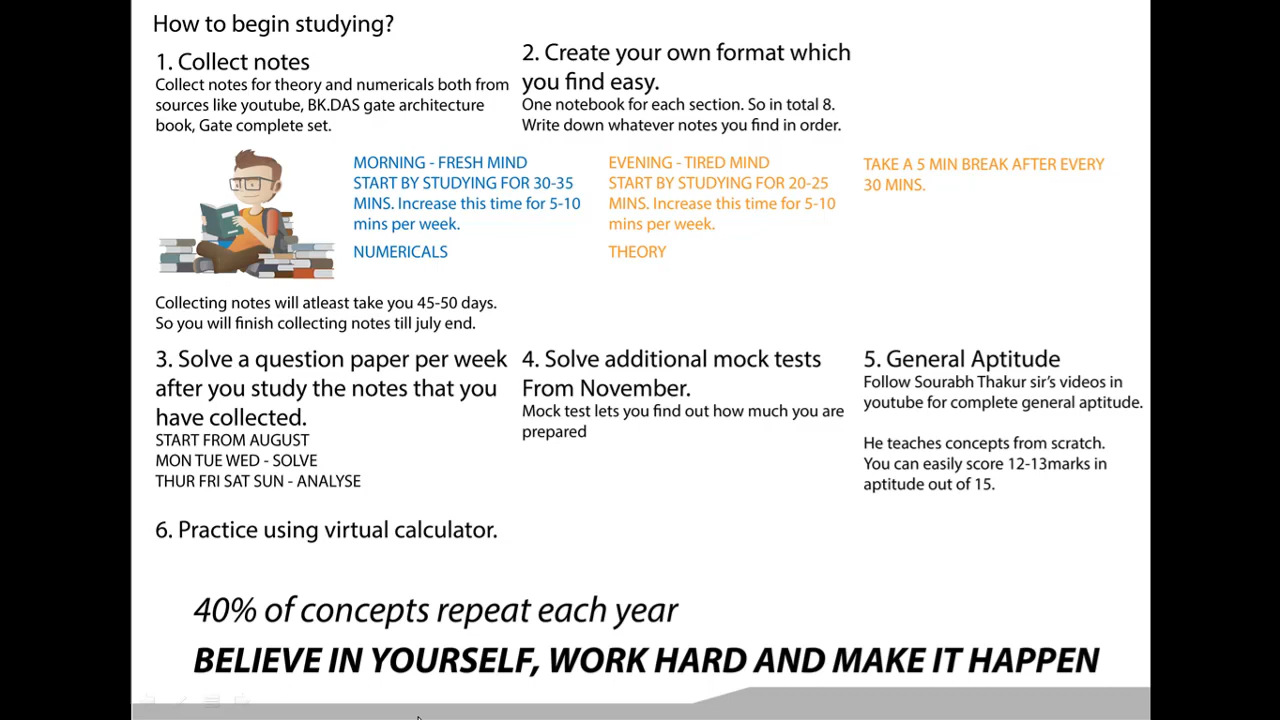 How to begin studying?
1. Collect notes
Collect notes for theory and numericals both from
sources like youtube, BK.DAS gate architecture
book, Gate complete set.
2. Create your own format which
you find easy.
One notebook for each section. So in total 8.
Write down whatever notes you find in order.
MORNING - FRESH MIND
START BY STUDYING FOR 30-35
MINS. Increase this time for 5-10
mins per week.
NUMERICALS
EVENING - TIRED MIND
START BY STUDYING FOR 20-25
MINS. Increase this time for 5-10
mins per week.
THEORY
TAKE A 5 MIN BREAK AFTER EVERY
30 MINS.
Collecting notes will atleast take you 45-50 days.
So you will finish collecting notes till july end.
3. Solve a question paper per week
after you study the notes that you
have collected.
START FROM AUGUST
MON TUE WED - SOLVE
THUR FRI SAT SUN - ANALYSE
4. Solve additional mock tests
From November.
Mock test lets you find out how much you are
prepared
5. General Aptitude
Follow Sourabh Thakur sir's videos in
youtube for complete general aptitude.
He teaches concepts from scratch.
You can easily score 12-13marks in
aptitude out of 15.
6. Practice using virtual calculator.
40% of concepts repeat each year
BELIEVE IN YOURSELF, WORK HARD AND MAKE IT HAPPEN